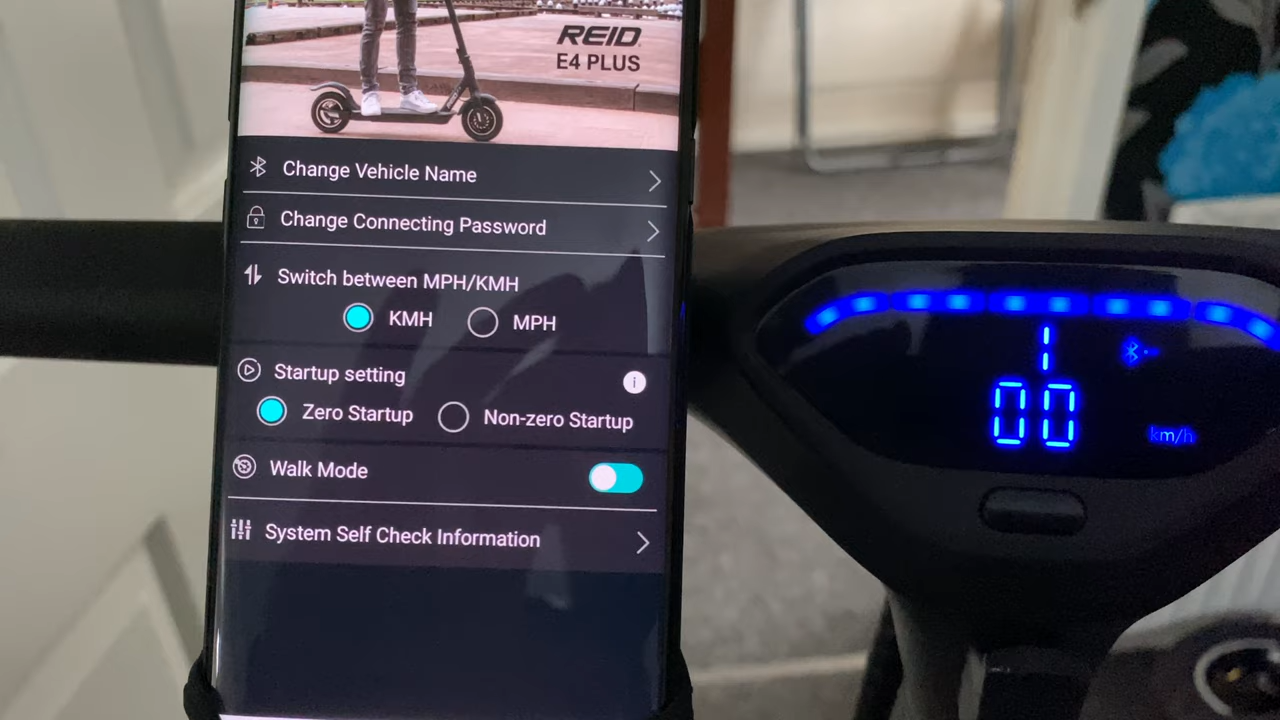 REID
E4 PLUS
Change Vehicle Name
Change Connecting Password
Switch between MPH/KMH
KMH MPH
Startup setting
i
Zero Startup Non-zero Startup
Walk Mode
System Self Check Information
1
00
km/h